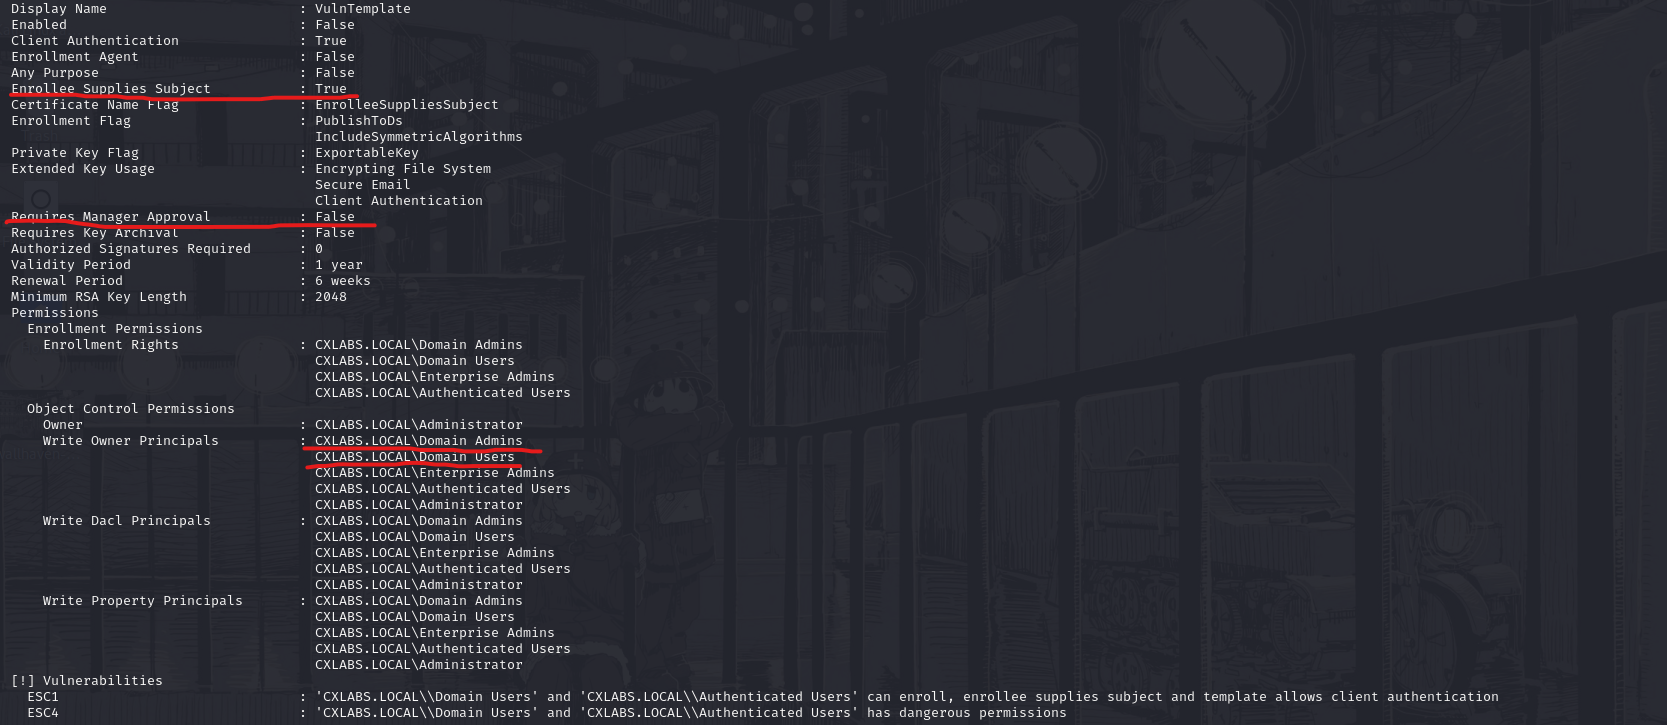 Display Name : VulnTemplate
Enabled : False
Client Authentication : True
Enrollment Agent : False
Any Purpose : False
Enrollee Supplies Subject : True
Certificate Name Flag : EnrolleeSuppliesSubject
Enrollment Flag : PublishToDs
IncludeSymmetricAlgorithms
Private Key Flag : ExportableKey
Extended Key Usage : Encrypting File System
Secure Email
Client Authentication
Requires Manager Approval : False
Requires Key Archival : False
Authorized Signatures Required : 0
Validity Period : 1 year
Renewal Period : 6 weeks
Minimum RSA Key Length : 2048
Permissions
Enrollment Permissions
Enrollment Rights : CXLABS.LOCAL\Domain Admins
CXLABS.LOCAL\Domain Users
CXLABS.LOCAL\Enterprise Admins
CXLABS.LOCAL\Authenticated Users
Object Control Permissions
Owner : CXLABS.LOCAL\Administrator
Write Owner Principals : CXLABS.LOCAL\Domain Admins
CXLABS.LOCAL\Domain Users
CXLABS.LOCAL\Enterprise Admins
CXLABS.LOCAL\Authenticated Users
CXLABS.LOCAL\Administrator
Write Dacl Principals : CXLABS.LOCAL\Domain Admins
CXLABS.LOCAL\Domain Users
CXLABS.LOCAL\Enterprise Admins
CXLABS.LOCAL\Authenticated Users
CXLABS.LOCAL\Administrator
Write Property Principals : CXLABS.LOCAL\Domain Admins
CXLABS.LOCAL\Domain Users
CXLABS.LOCAL\Enterprise Admins
CXLABS.LOCAL\Authenticated Users
CXLABS.LOCAL\Administrator
[!] Vulnerabilities
ESC1 : 'CXLABS.LOCAL\\Domain Users' and 'CXLABS.LOCAL\\Authenticated Users' can enroll, enrollee supplies subject and template allows client authentication
ESC4 : 'CXLABS.LOCAL\\Domain Users' and 'CXLABS.LOCAL\\Authenticated Users' has dangerous permissions